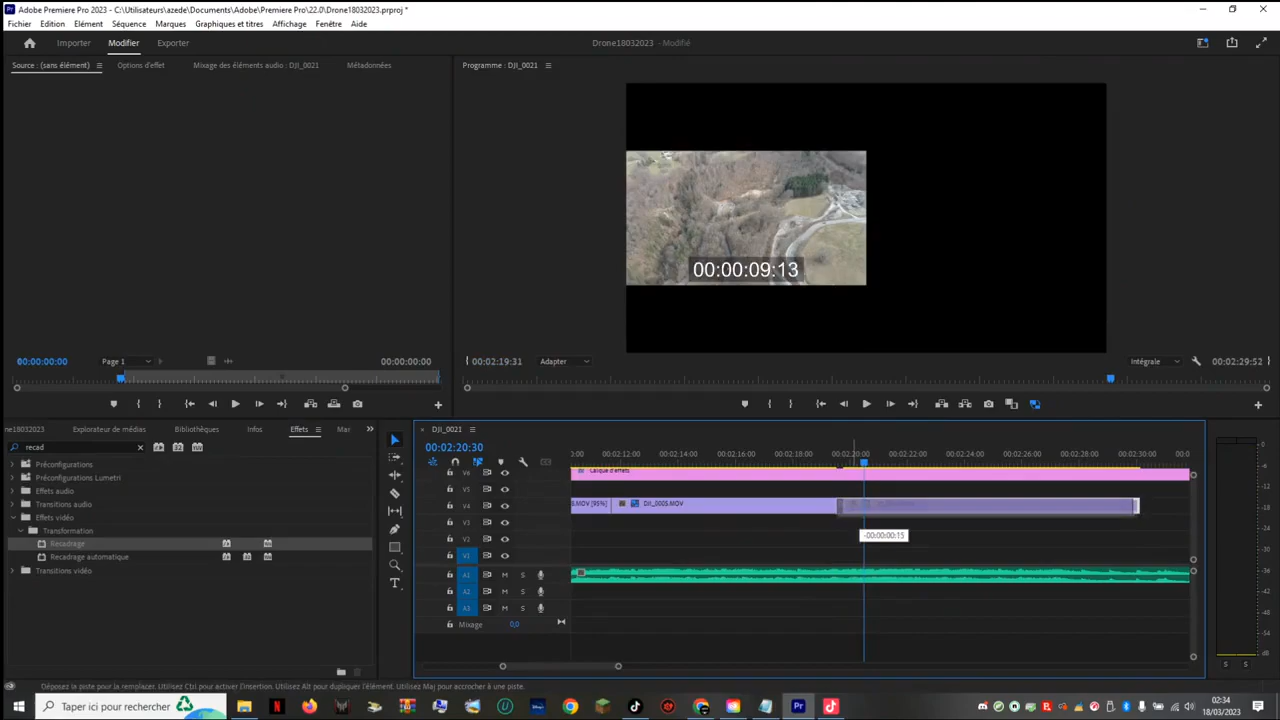 Adobe Premiere Pro 2023 - C:\Utilisateurs\azede\Documents\Adobe\Premiere Pro\22.0\Drone18032023.prproj *
Fichier Edition Elément Séquence Marques Graphiques et titres Affichage Fenêtre Aide
Importer Modifier Exporter
Drone18032023 - Modifié
Source : (sans élément) Options d'effet Mixage des éléments audio : DJI_0021 Métadonnées
Programme : DJI_0021
00:00:09:13
00:00:00:00 Page 1 00:00:00:00
00:02:19:31 Adapter Intégrale 00:02:29:52
Explorateur de médias Bibliothèques Infos Effets Mar
recad
Préconfigurations
Préconfigurations Lumetri
Effets audio
Transitions audio
Effets vidéo
Transformation
Recadrage
Recadrage automatique
Transitions vidéo
DJI_0021
00:02:20:30
:00 00:02:12:00 00:02:14:00 00:02:16:00 00:02:18:00 00:02:20:00 00:02:22:00 00:02:24:00 00:02:26:00 00:02:28:00 00:02:30:00
V6 Calque d'effets
V5
V4 .MOV [95%] DJI_0005.MOV
V3
-00:00:00:15
V2
V1
A1 M S
A2 M S
A3 M S
Mixage 0,0
S S
Déposez la piste pour la remplacer. Utilisez Ctrl pour activer l'insertion. Utilisez Alt pour dupliquer l'élément. Utilisez Maj pour accrocher à une piste.
Taper ici pour rechercher
02:34
18/03/2023